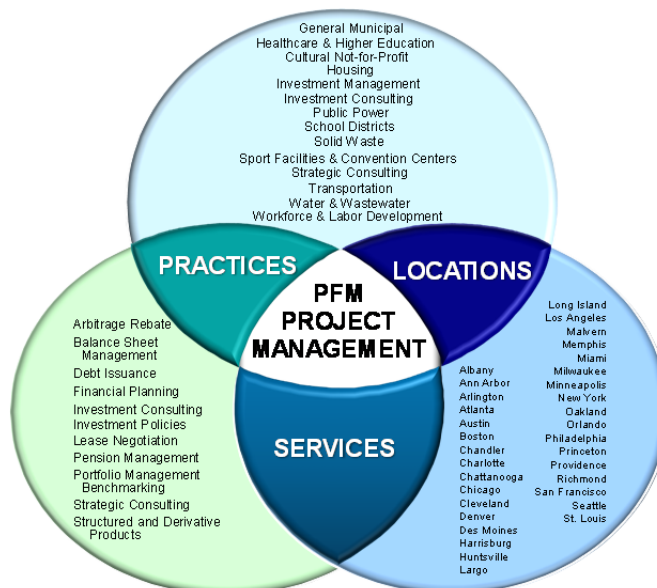 General Municipal
Healthcare & Higher Education
Cultural Not-for-Profit
Housing
Investment Management
Investment Consulting
Public Power
School Districts
Solid Waste
Sport Facilities & Convention Centers
Strategic Consulting
Transportation
Water & Wastewater
Workforce & Labor Development
PRACTICES
LOCATIONS
PFM
PROJECT
MANAGEMENT
SERVICES
Arbitrage Rebate
Balance Sheet
Management
Debt Issuance
Financial Planning
Investment Consulting
Investment Policies
Lease Negotiation
Pension Management
Portfolio Management
Benchmarking
Strategic Consulting
Structured and Derivative
Products
Albany
Ann Arbor
Arlington
Atlanta
Austin
Boston
Chandler
Charlotte
Chattanooga
Chicago
Cleveland
Denver
Des Moines
Harrisburg
Huntsville
Largo
Long Island
Los Angeles
Malvern
Memphis
Miami
Milwaukee
Minneapolis
New York
Oakland
Orlando
Philadelphia
Princeton
Providence
Richmond
San Francisco
Seattle
St. Louis